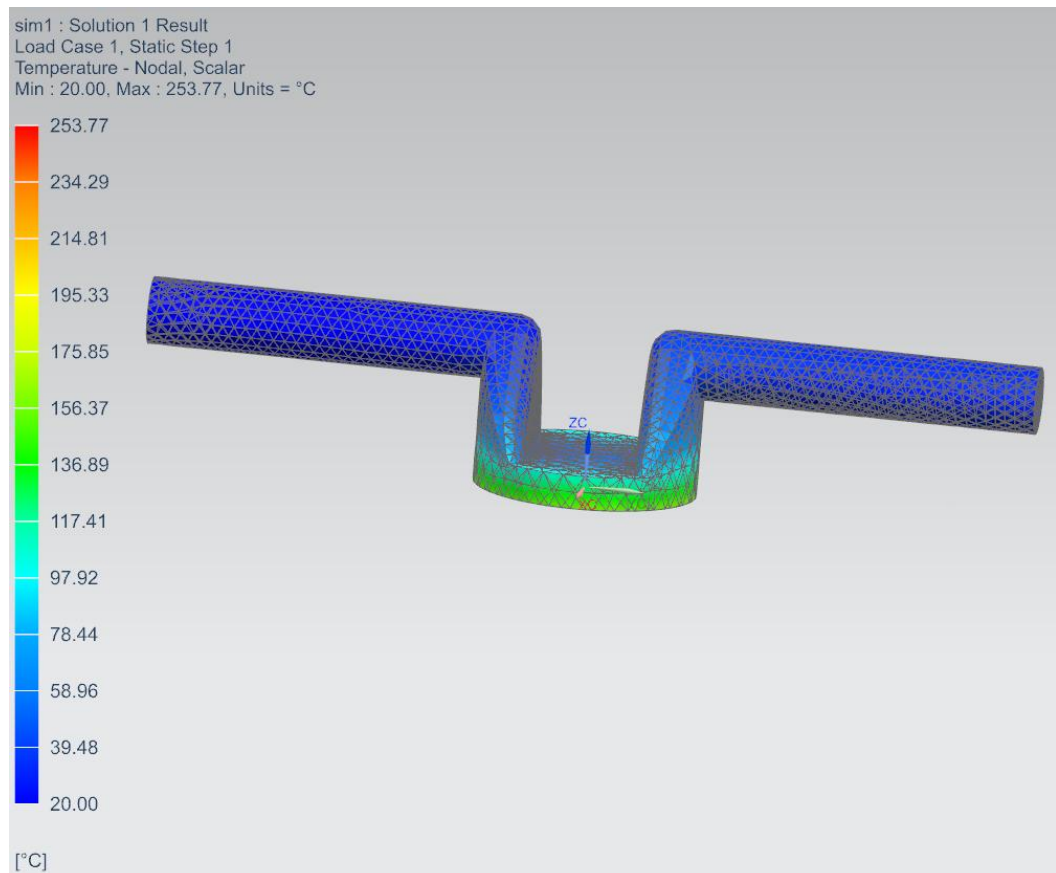 sim1 : Solution 1 Result
Load Case 1, Static Step 1
Temperature - Nodal, Scalar
Min : 20.00, Max : 253.77, Units = °C
253.77
234.29
214.81
195.33
175.85
156.37
136.89
117.41
97.92
78.44
58.96
39.48
20.00
[°C]
ZC